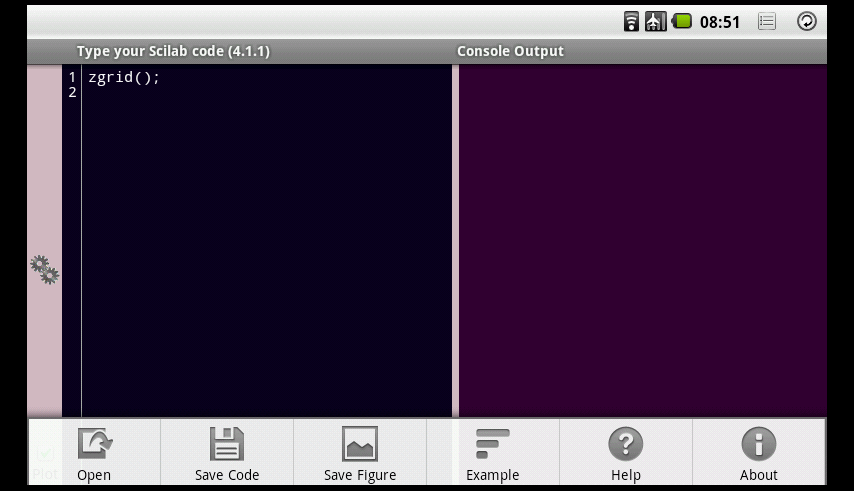 08:51
Type your Scilab code (4.1.1) Console Output
1 zgrid();
2
Plot
Open Save Code Save Figure Example Help About